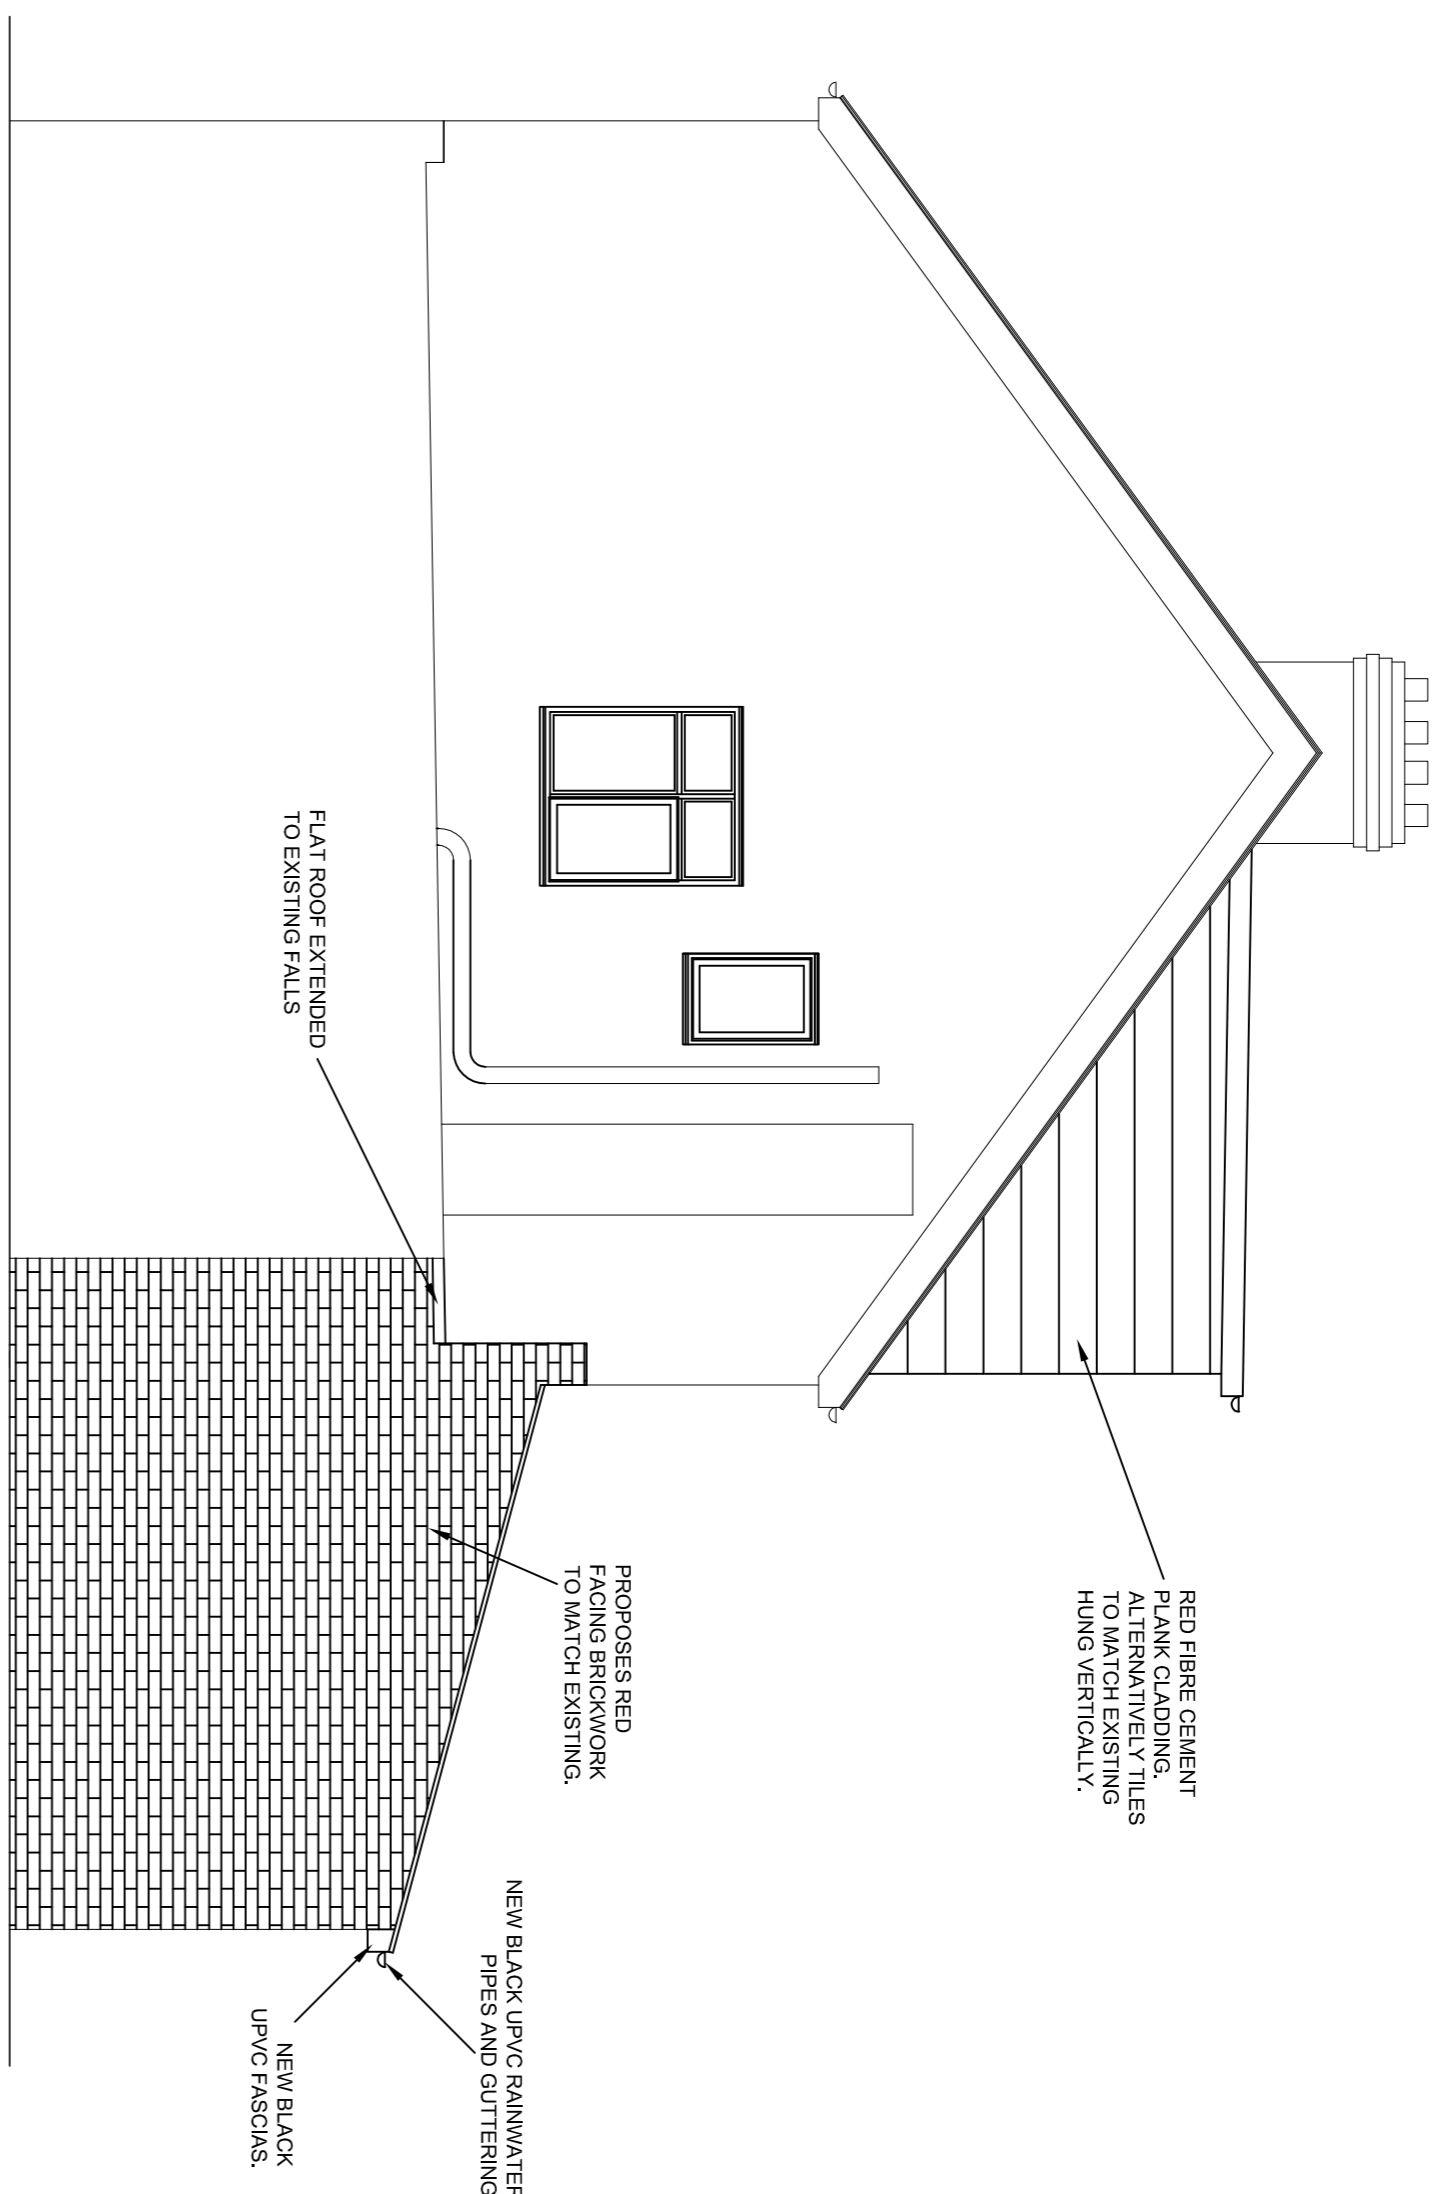 RED FIBRE CEMENT
PLANK CLADDING.
ALTERNATIVELY TILES
TO MATCH EXISTING
HUNG VERTICALLY.
PROPOSES RED
FACING BRICKWORK
TO MATCH EXISTING.
NEW BLACK UPVC RAINWATER
PIPES AND GUTTERING
FLAT ROOF EXTENDED
TO EXISTING FALLS
NEW BLACK
UPVC FASCIAS.